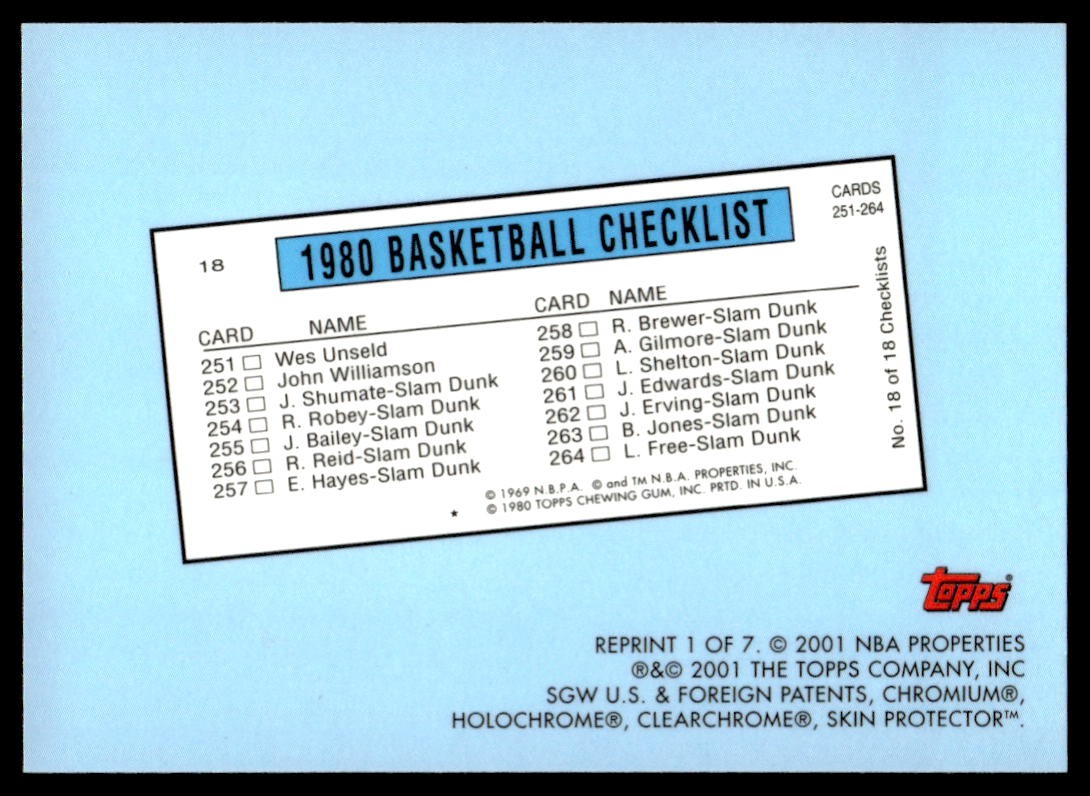 18
1980 BASKETBALL CHECKLIST
CARDS
251-264
CARD NAME
251 Wes Unseld
252 John Williamson
253 J. Shumate-Slam Dunk
254 R. Robey-Slam Dunk
255 J. Bailey-Slam Dunk
256 R. Reid-Slam Dunk
257 E. Hayes-Slam Dunk
CARD NAME
258 R. Brewer-Slam Dunk
259 A. Gilmore-Slam Dunk
260 L. Shelton-Slam Dunk
261 J. Edwards-Slam Dunk
262 J. Erving-Slam Dunk
263 B. Jones-Slam Dunk
264 L. Free-Slam Dunk
No. 18 of 18 Checklists
© 1969 N.B.P.A. © and TM N.B.A. PROPERTIES, INC.
* © 1980 TOPPS CHEWING GUM, INC. PRTD. IN U.S.A.
topps®
REPRINT 1 OF 7. © 2001 NBA PROPERTIES
®&© 2001 THE TOPPS COMPANY, INC
SGW U.S. & FOREIGN PATENTS, CHROMIUM®,
HOLOCHROME®, CLEARCHROME®, SKIN PROTECTOR™.